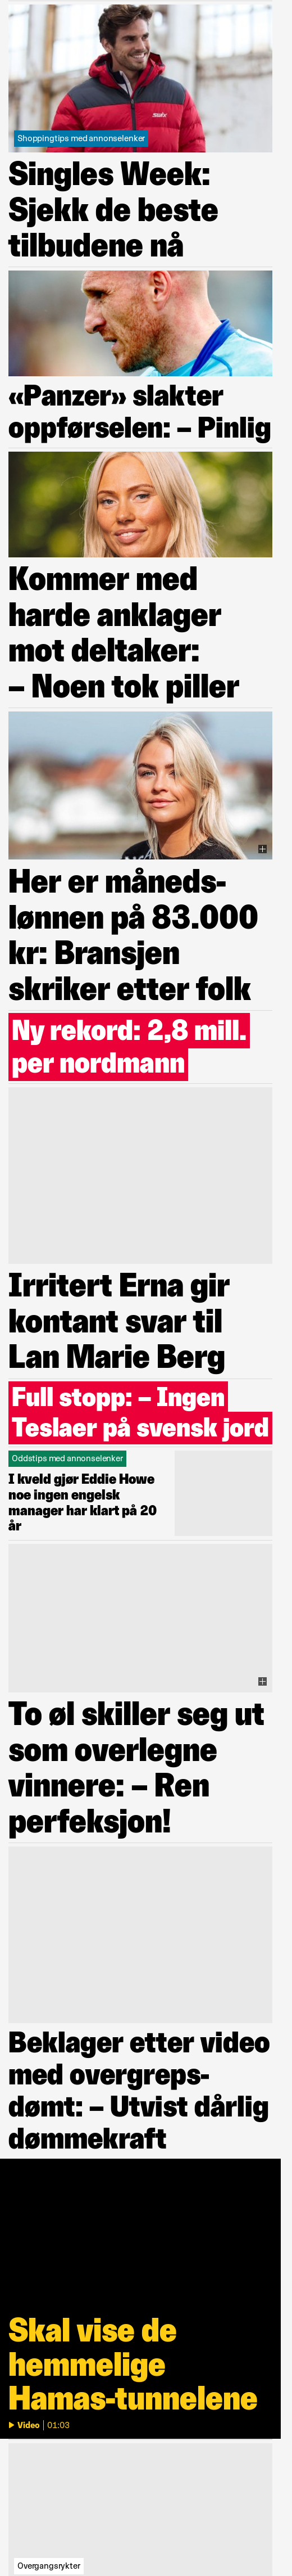 Swix
Shoppingtips med annonselenker
Singles Week:
Sjekk de beste
tilbudene nå
«Panzer» slakter
oppførselen: – Pinlig
Kommer med
harde anklager
mot deltaker:
– Noen tok piller
Her er måneds-
lønnen på 83.000
kr: Bransjen
skriker etter folk
Ny rekord: 2,8 mill.
per nordmann
Irritert Erna gir
kontant svar til
Lan Marie Berg
Full stopp: – Ingen
Teslaer på svensk jord
Oddstips med annonselenker
I kveld gjør Eddie Howe
noe ingen engelsk
manager har klart på 20
år
To øl skiller seg ut
som overlegne
vinnere: – Ren
perfeksjon!
Beklager etter video
med overgreps-
dømt: – Utvist dårlig
dømmekraft
Skal vise de
hemmelige
Hamas-tunnelene
Video | 01:03
Overgangsrykter